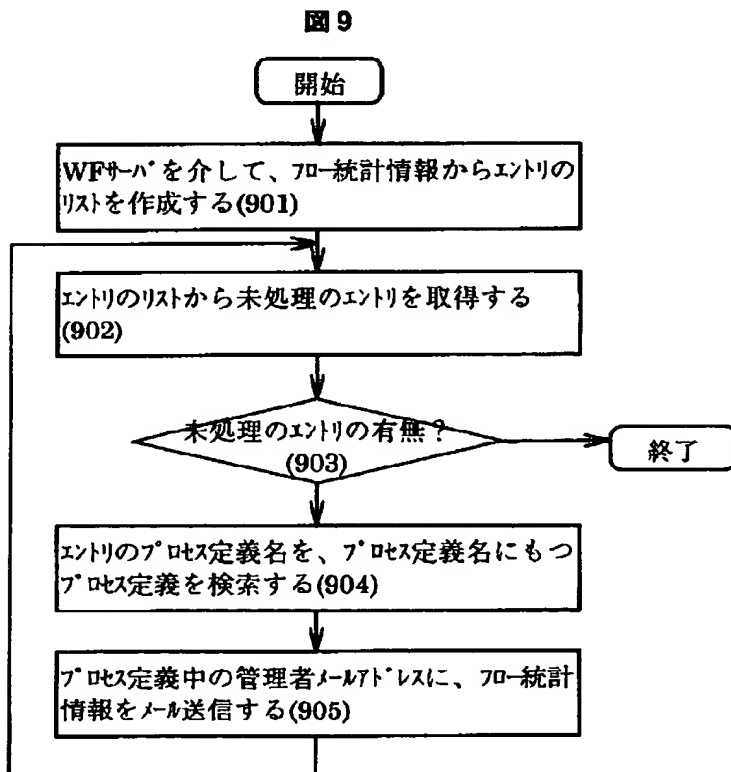 図9
開始
WFｻｰﾊﾞを介して、ﾌﾛｰ統計情報からｴﾝﾄﾘの
ﾘｽﾄを作成する(901)
ｴﾝﾄﾘのﾘｽﾄから未処理のｴﾝﾄﾘを取得する
(902)
未処理のｴﾝﾄﾘの有無？
(903)
終了
ｴﾝﾄﾘのﾌﾟﾛｾｽ定義名を、ﾌﾟﾛｾｽ定義名にもつ
ﾌﾟﾛｾｽ定義を検索する(904)
ﾌﾟﾛｾｽ定義中の管理者ﾒｰﾙｱﾄﾞﾚｽに、ﾌﾛｰ統計
情報をﾒｰﾙ送信する(905)